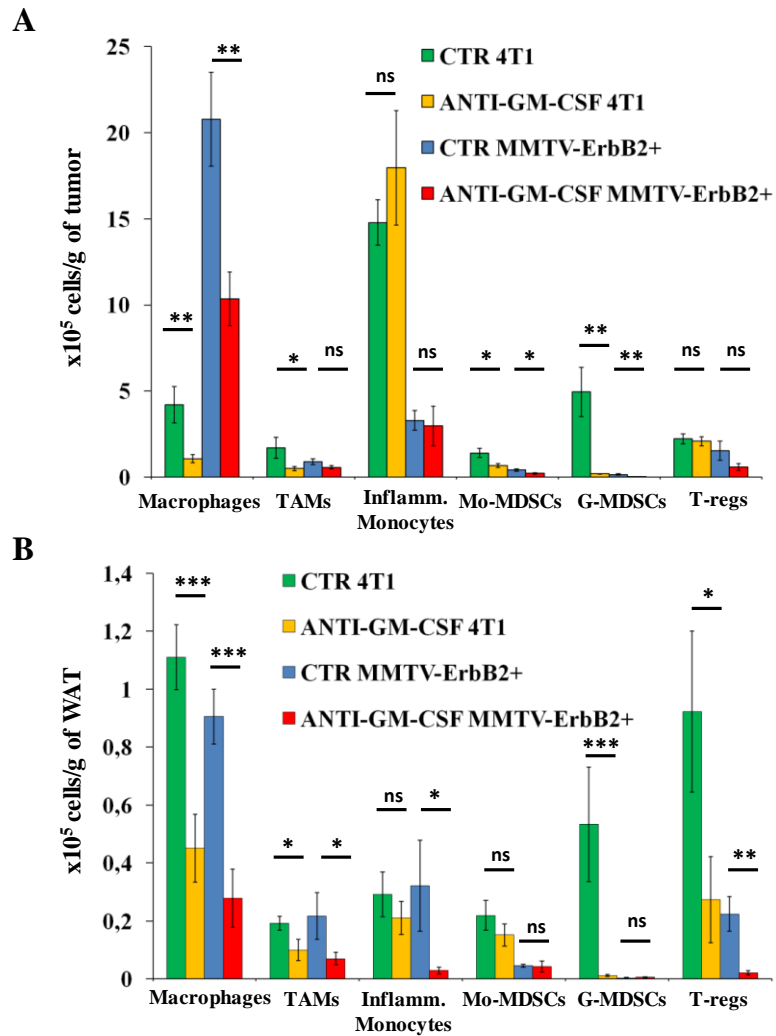 A
x10⁵ cells/g of tumor
25
20
15
10
5
0
CTR 4T1
ANTI-GM-CSF 4T1
CTR MMTV-ErbB2+
ANTI-GM-CSF MMTV-ErbB2+
** ** * ns ns ns * * ** ** ns ns
Macrophages TAMs Inflamm. Monocytes Mo-MDSCs G-MDSCs T-regs
B
x10⁵ cells/g of WAT
1,4
1,2
1
0,8
0,6
0,4
0,2
0
CTR 4T1
ANTI-GM-CSF 4T1
CTR MMTV-ErbB2+
ANTI-GM-CSF MMTV-ErbB2+
*** *** * * ns * ns ns *** ns * **
Macrophages TAMs Inflamm. Monocytes Mo-MDSCs G-MDSCs T-regs